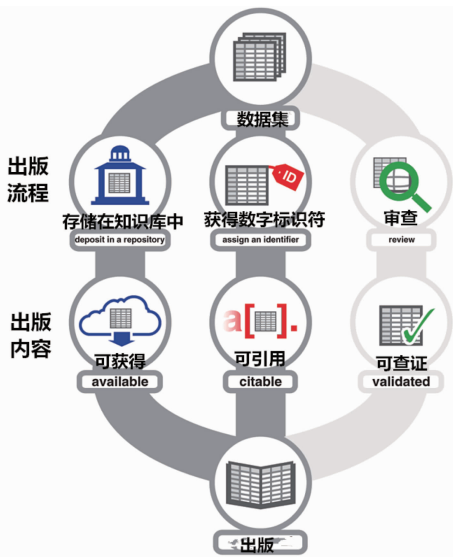 数据集
出版
流程
ID
存储在知识库中
deposit in a repository
获得数字标识符
assign an identifier
审查
review
出版
内容
a[ ].
可获得
available
可引用
citable
可查证
validated
出版